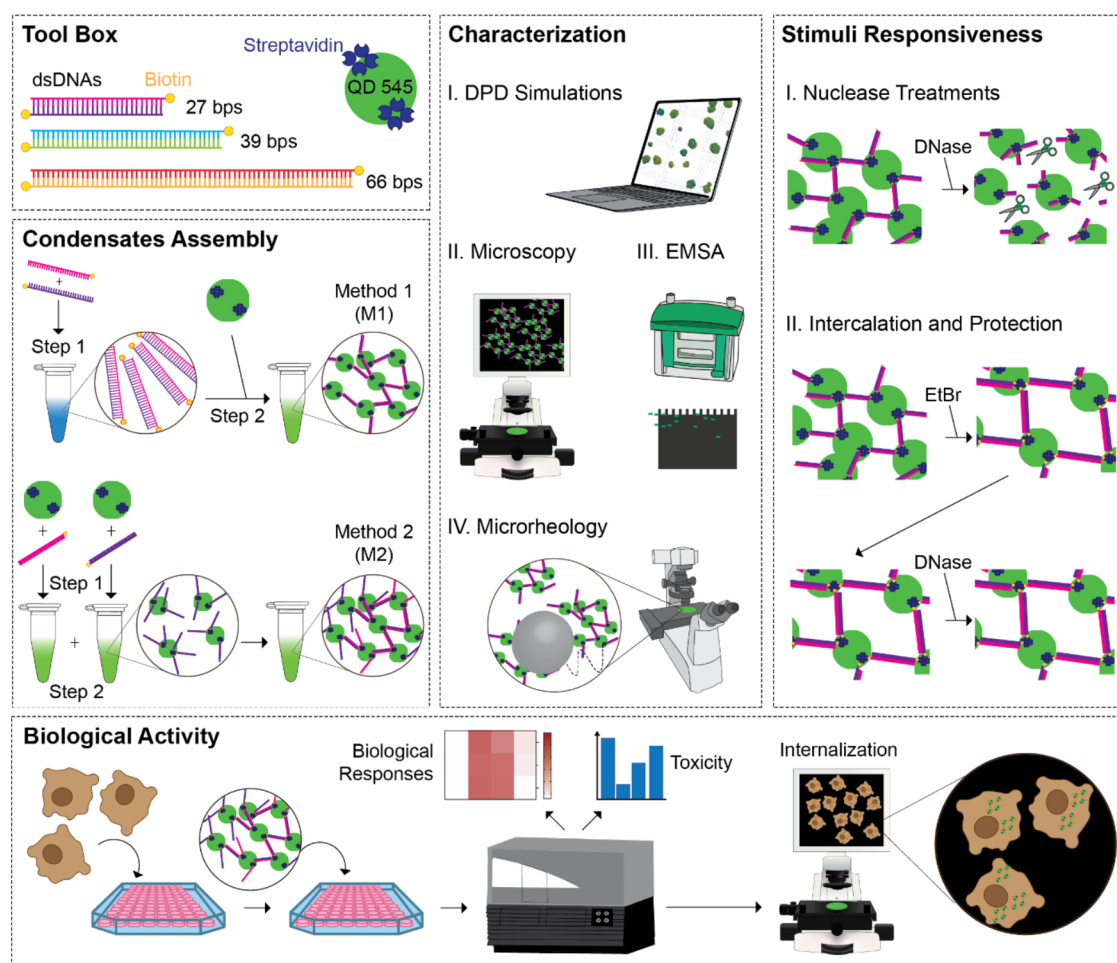 Tool Box
Streptavidin
dsDNAs
Biotin
QD 545
27 bps
39 bps
66 bps
Condensates Assembly
+
Step 1
Step 2
Method 1
(M1)
+
+
Step 1
+
Step 2
Method 2
(M2)
Characterization
I. DPD Simulations
II. Microscopy
III. EMSA
IV. Microrheology
Stimuli Responsiveness
I. Nuclease Treatments
DNase
II. Intercalation and Protection
EtBr
DNase
Biological Activity
Biological
Responses
Toxicity
Internalization